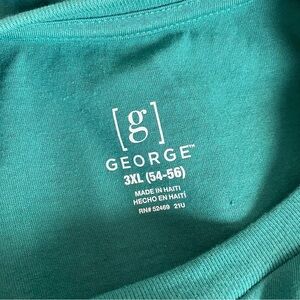 [g]
GEORGE™
3XL (54-56)
MADE IN HAITI
HECHO EN HAITÍ
RN# 52469 21U